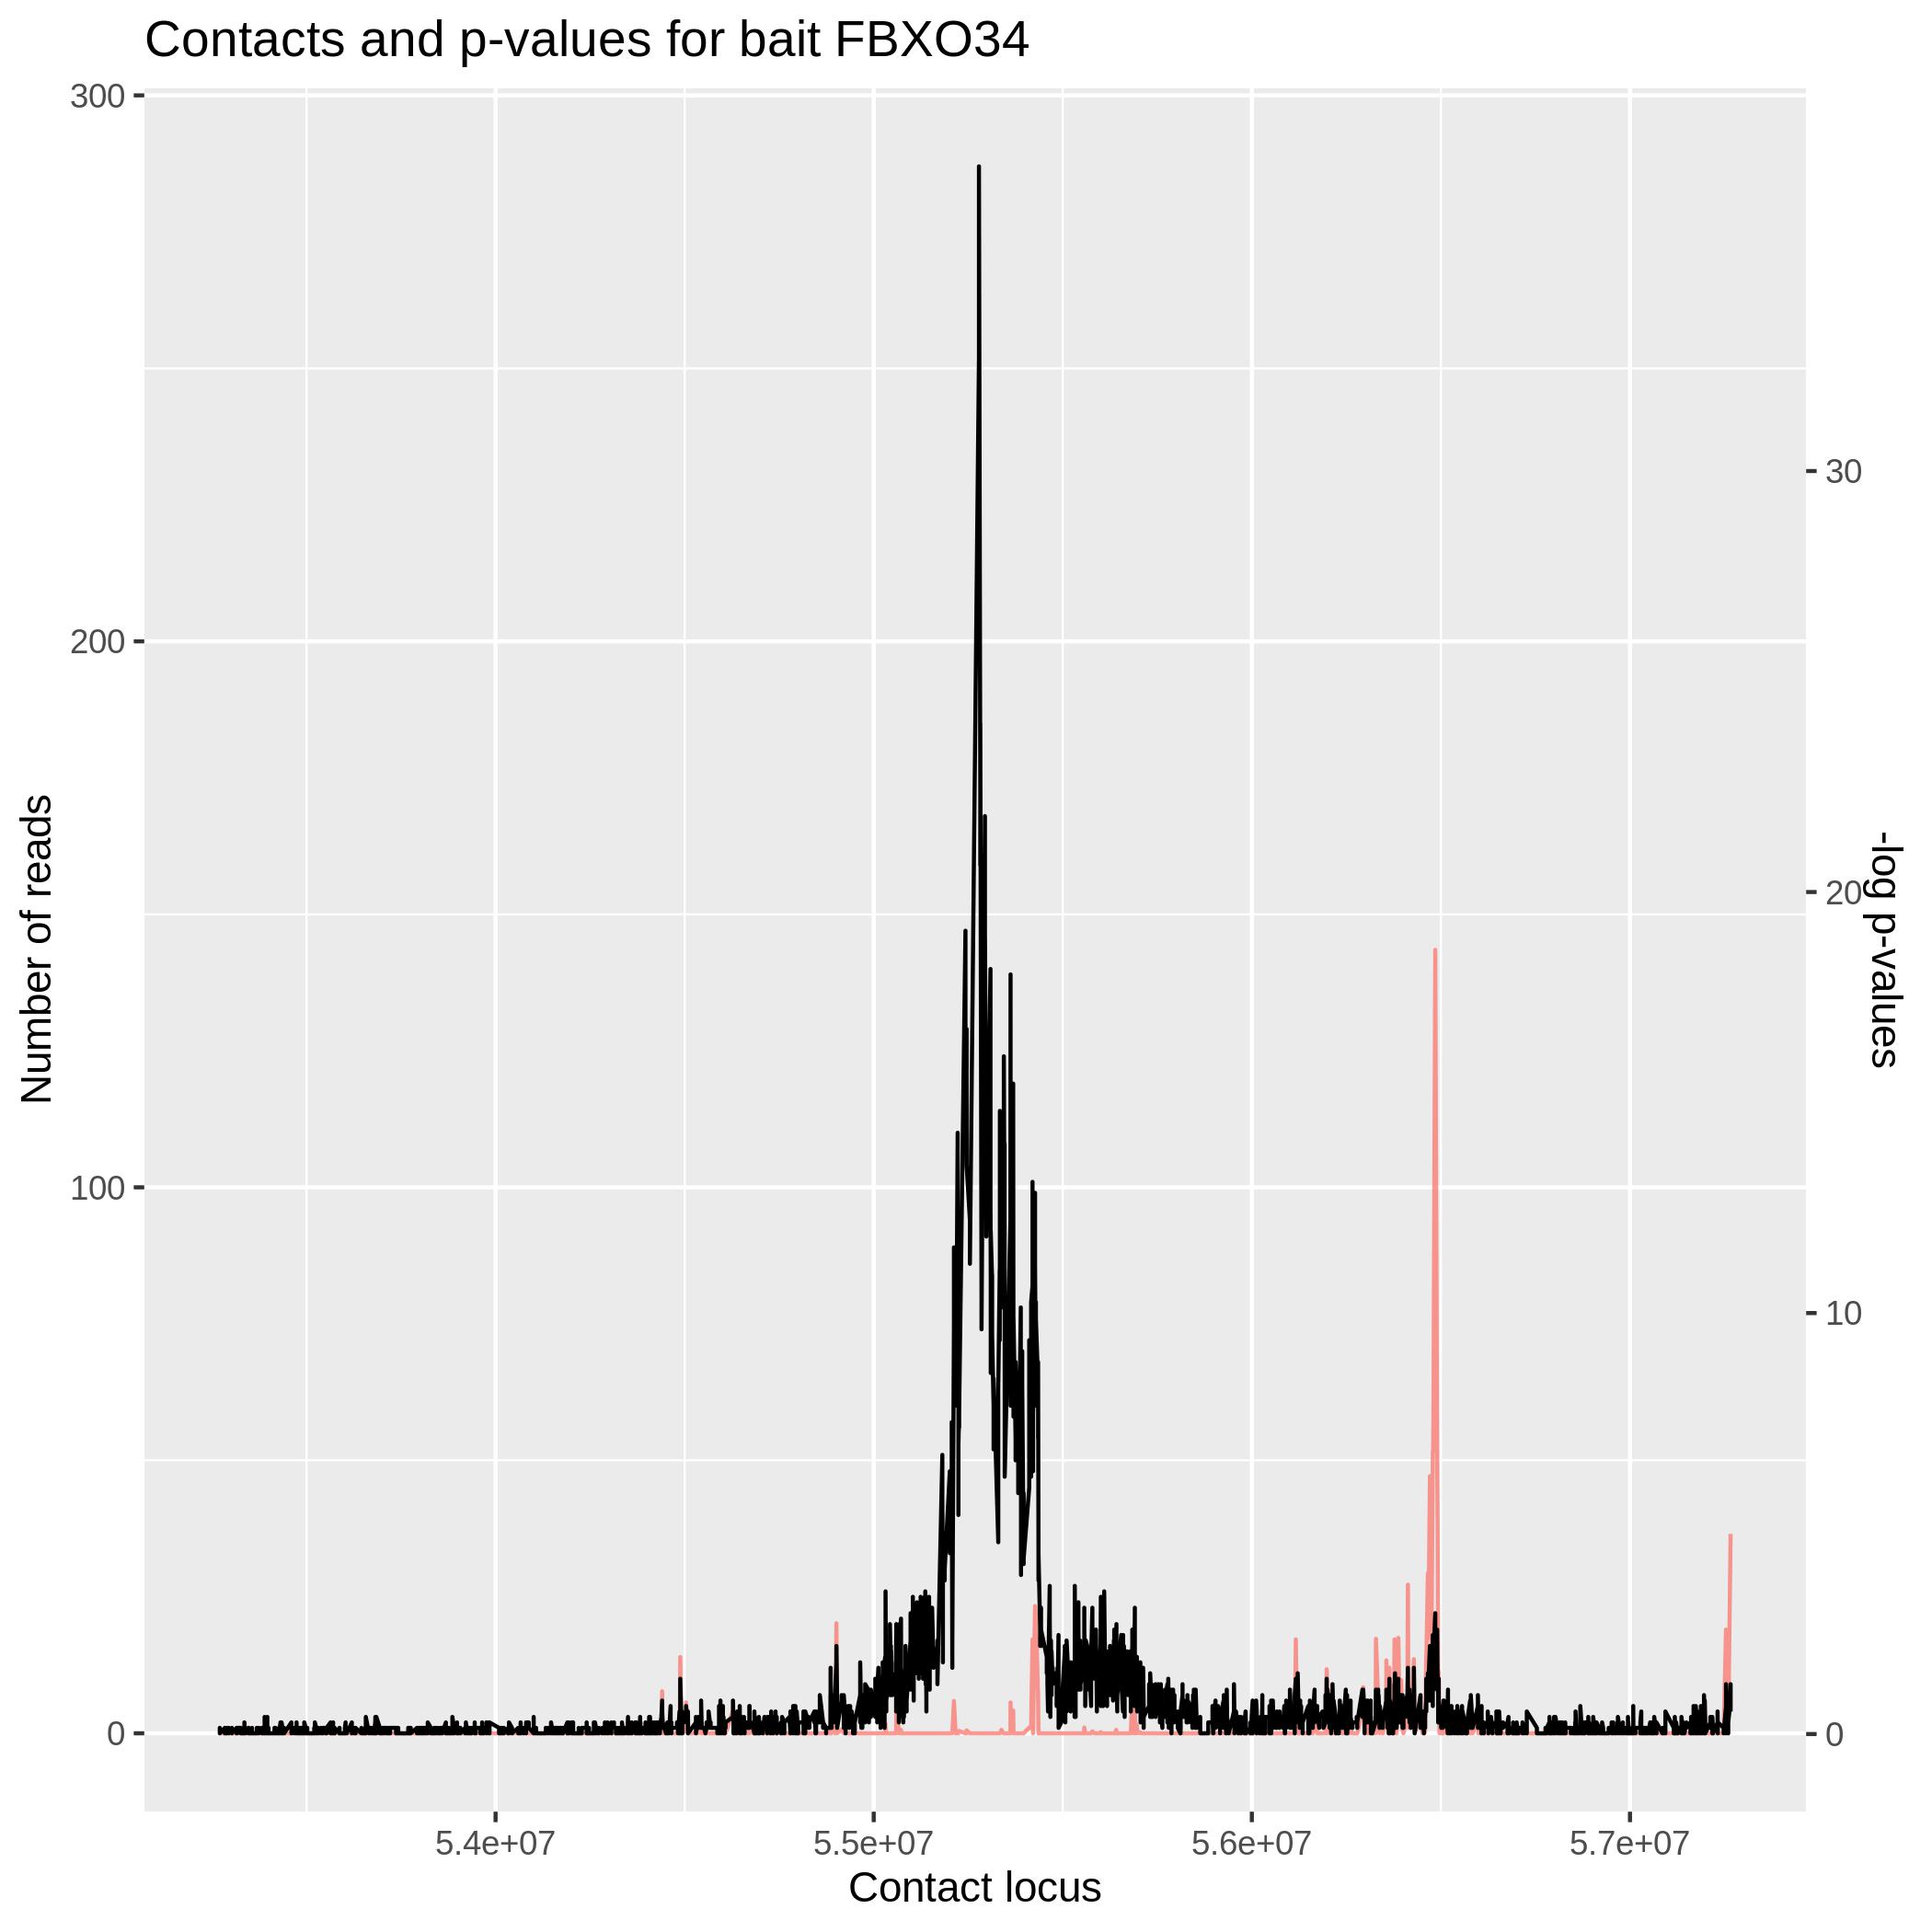 Contacts and p-values for bait FBXO34
300
200
100
0
Number of reads
30
20
10
0
-log p-values
5.4e+07 5.5e+07 5.6e+07 5.7e+07
Contact locus